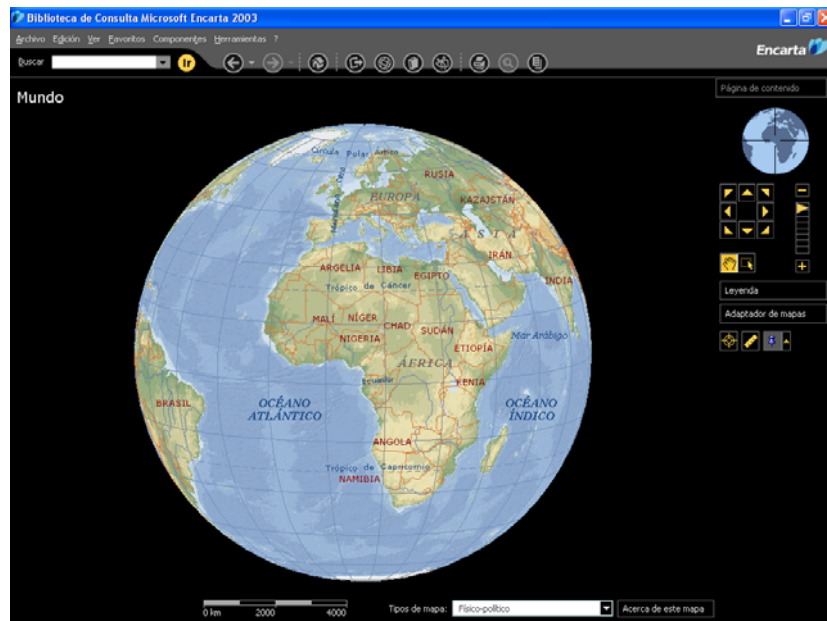 Biblioteca de Consulta Microsoft Encarta 2003
Archivo Edición Ver Favoritos Componentes Herramientas ?
Encarta
Buscar
Ir
Página de contenido
Mundo
Círculo Polar Ártico
Meridiano Cero
RUSIA
EUROPA
KAZAJSTÁN
ASIA
IRÁN
ARGELIA
LIBIA
EGIPTO
INDIA
Trópico de Cáncer
Leyenda
MALÍ
NÍGER
CHAD
SUDÁN
Adaptador de mapas
NIGERIA
Mar Arábigo
ETIOPÍA
ÁFRICA
Ecuador
KENIA
BRASIL
OCÉANO
ATLÁNTICO
OCÉANO
ÍNDICO
ANGOLA
Trópico de Capricornio
NAMIBIA
0 km 2000 4000
Tipos de mapa: Físico-político
Acerca de este mapa